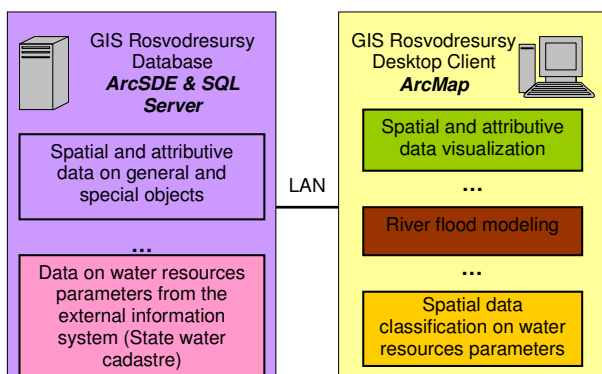 GIS Rosvodresursy
Database
ArcSDE & SQL
Server
Spatial and attributive
data on general and
special objects
...
Data on water resources
parameters from the
external information
system (State water
cadastre)
LAN
GIS Rosvodresursy
Desktop Client
ArcMap
Spatial and attributive
data visualization
...
River flood modeling
...
Spatial data
classification on water
resources parameters